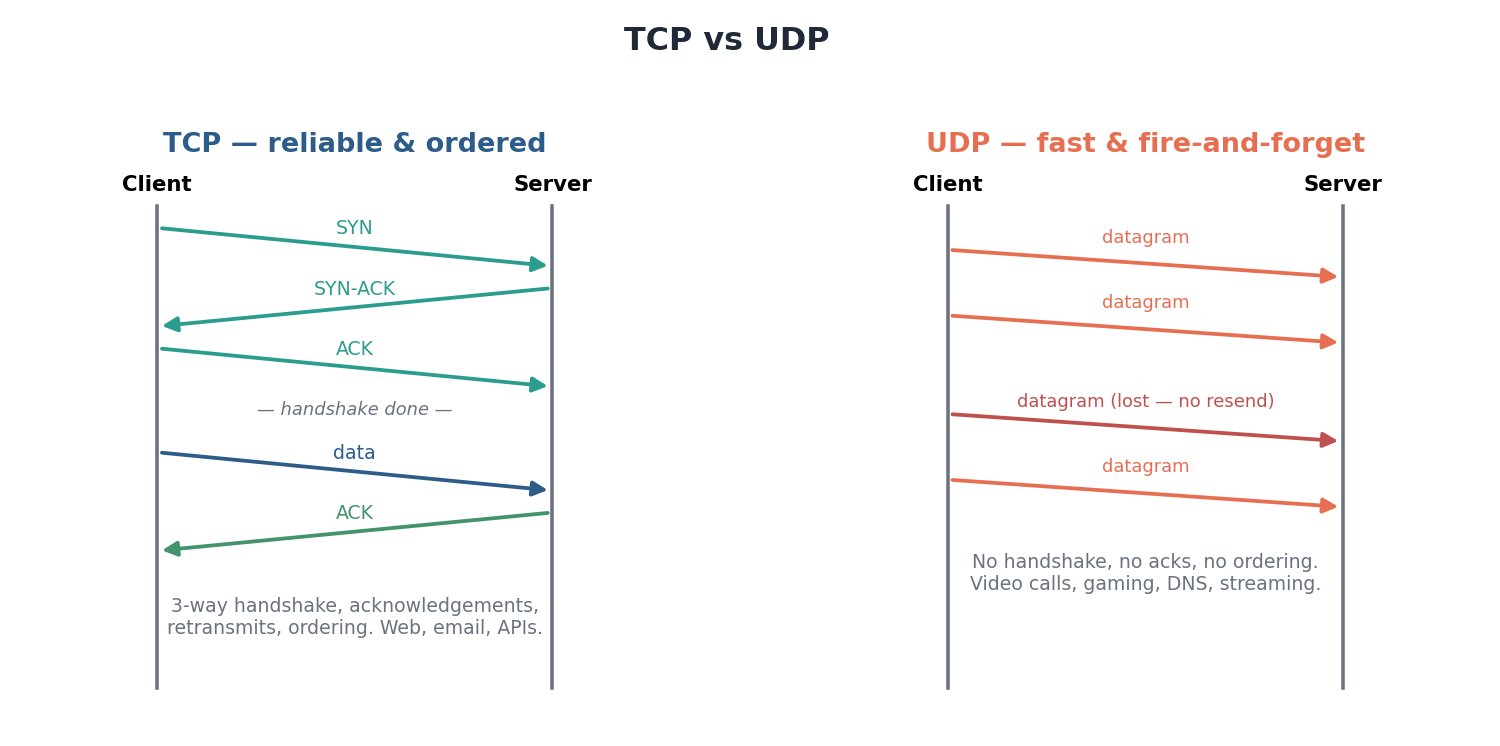 TCP vs UDP
TCP — reliable & ordered
Client
Server
SYN
SYN-ACK
ACK
— handshake done —
data
ACK
3-way handshake, acknowledgements,
retransmits, ordering. Web, email, APIs.
UDP — fast & fire-and-forget
Client
Server
datagram
datagram
datagram (lost — no resend)
datagram
No handshake, no acks, no ordering.
Video calls, gaming, DNS, streaming.